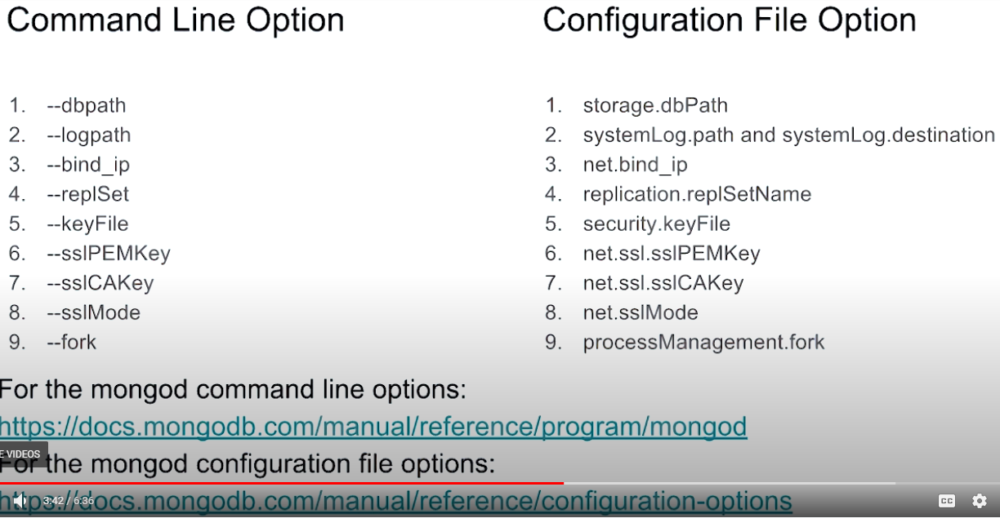 Command Line Option
1. --dbpath
2. --logpath
3. --bind_ip
4. --replSet
5. --keyFile
6. --sslPEMKey
7. --sslCAKey
8. --sslMode
9. --fork
Configuration File Option
1. storage.dbPath
2. systemLog.path and systemLog.destination
3. net.bind_ip
4. replication.replSetName
5. security.keyFile
6. net.ssl.sslPEMKey
7. net.ssl.sslCAKey
8. net.sslMode
9. processManagement.fork
For the mongod command line options:
https://docs.mongodb.com/manual/reference/program/mongod
E VIDEOS
For the mongod configuration file options:
https://docs.mongodb.com/manual/reference/configuration-options
3:42 / 6:36
CC